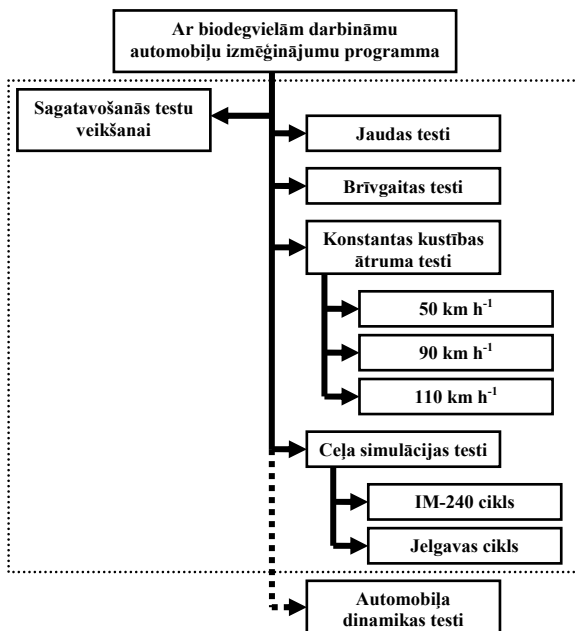 Ar biodegvielām darbināmu
automobiļu izmēģinājumu programma
Sagatavošanās testu
veikšanai
Jaudas testi
Brīvgaitas testi
Konstantas kustības
ātruma testi
50 km h⁻¹
90 km h⁻¹
110 km h⁻¹
Ceļa simulācijas testi
IM-240 cikls
Jelgavas cikls
Automobiļa
dinamikas testi